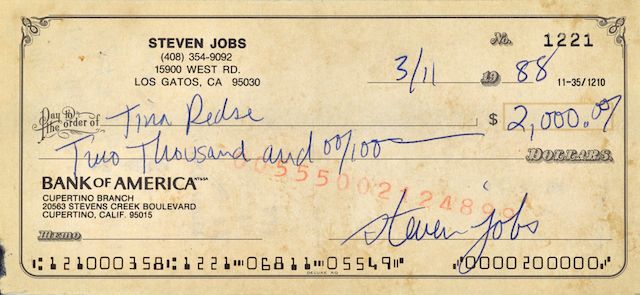 STEVEN JOBS
(408) 354-9092
15900 WEST RD.
LOS GATOS, CA 95030
No. 1221
3/11 19 88
11-35/1210
Pay to the order of Tina Redse $ 2,000.00/
Two Thousand and 00/100 DOLLARS
00555002124899
BANK OF AMERICA NT&SA
CUPERTINO BRANCH
20563 STEVENS CREEK BOULEVARD
CUPERTINO, CALIF. 95015
Memo
steven jobs
⑆121000358⑆1221⑈06811⑈05549⑈ ⑈0000200000⑈
DELUXE